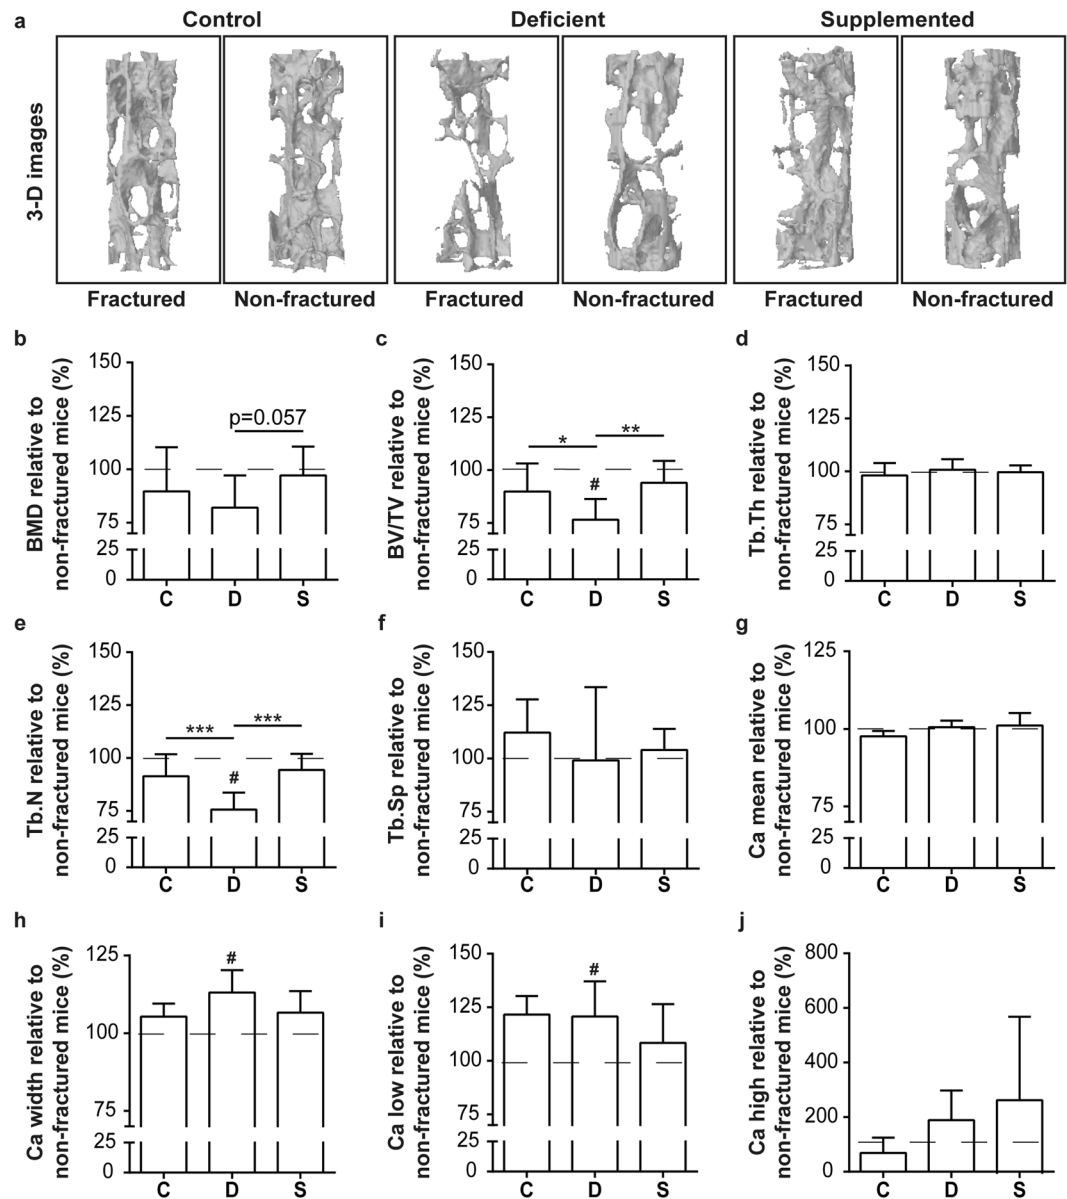 a Control Deficient Supplemented
3-D images
Fractured Non-fractured Fractured Non-fractured Fractured Non-fractured
b
BMD relative to
non-fractured mice (%)
150
125
100
75
25
0
p=0.057
C D S
c
BV/TV relative to
non-fractured mice (%)
150
125
100
75
25
0
* **
#
C D S
d
Tb.Th relative to
non-fractured mice (%)
150
125
100
75
25
0
C D S
e
Tb.N relative to
non-fractured mice (%)
150
125
100
75
25
0
*** ***
#
C D S
f
Tb.Sp relative to
non-fractured mice (%)
150
125
100
75
25
0
C D S
g
Ca mean relative to
non-fractured mice (%)
125
100
75
25
0
C D S
h
Ca width relative to
non-fractured mice (%)
125
100
75
25
0
#
C D S
i
Ca low relative to
non-fractured mice (%)
150
125
100
75
25
0
#
C D S
j
Ca high relative to
non-fractured mice (%)
800
600
400
200
0
C D S